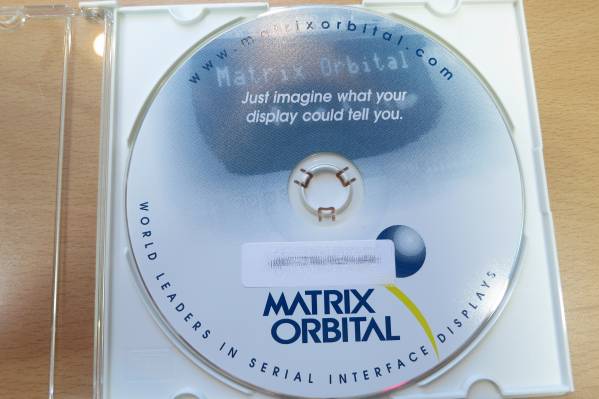 www.matrixorbital.com
Matrix Orbital
Just imagine what your
display could tell you.
MATRIX
ORBITAL
WORLD LEADERS IN SERIAL INTERFACE DISPLAYS